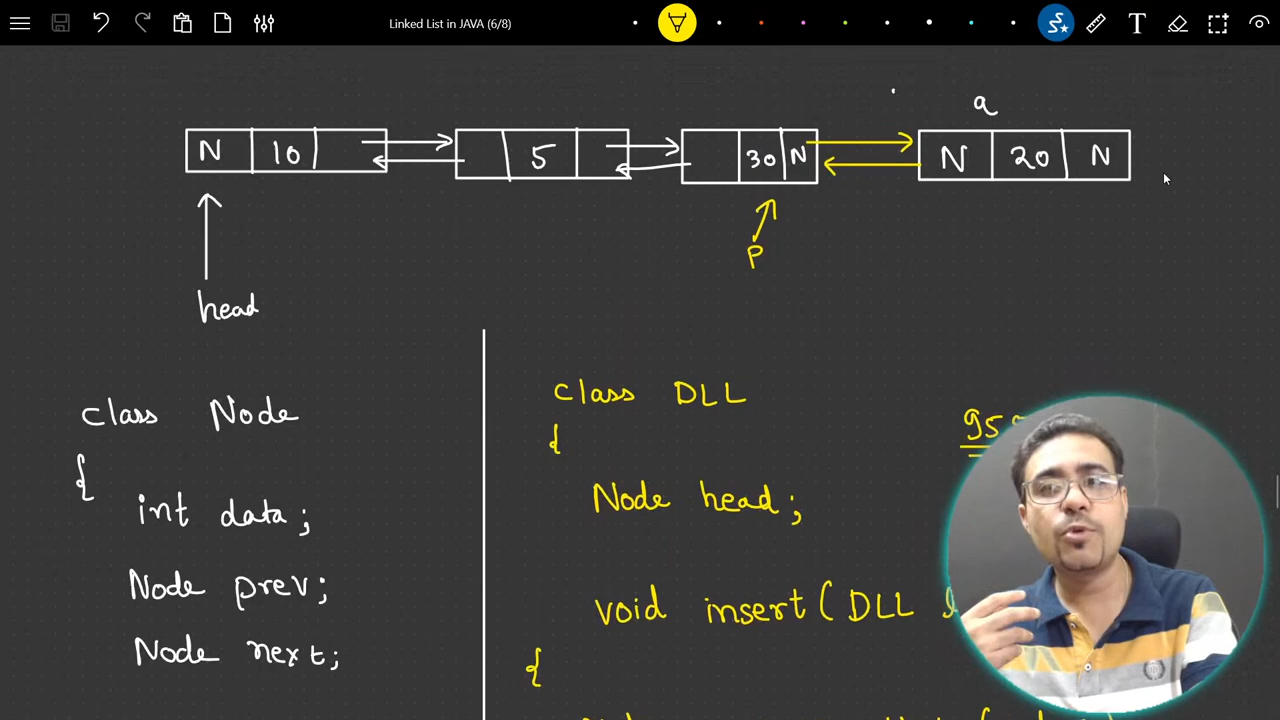 Linked List in JAVA (6/8)
T
a
N 10 5 30 N N 20 N
P
head
class Node
{
int data;
Node prev;
Node next;
class DLL
{
Node head;
void insert( DLL
{